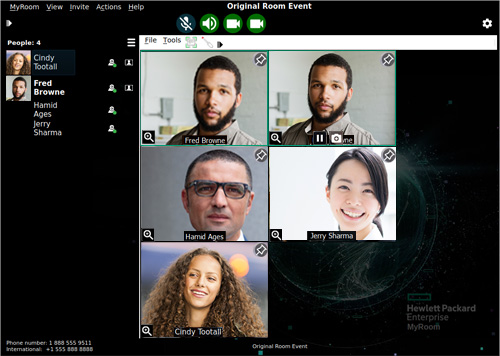 MyRoom View Invite Actions Help
Original Room Event
People: 4
Cindy
Tootall
Fred
Browne
Hamid
Ages
Jerry
Sharma
File Tools
Fred Browne
Hamid Ages
Jerry Sharma
Cindy Tootall
Hewlett Packard
Enterprise
MyRoom
Phone number: 1 888 555 9511
International: +1 555 888 8888
Original Room Event